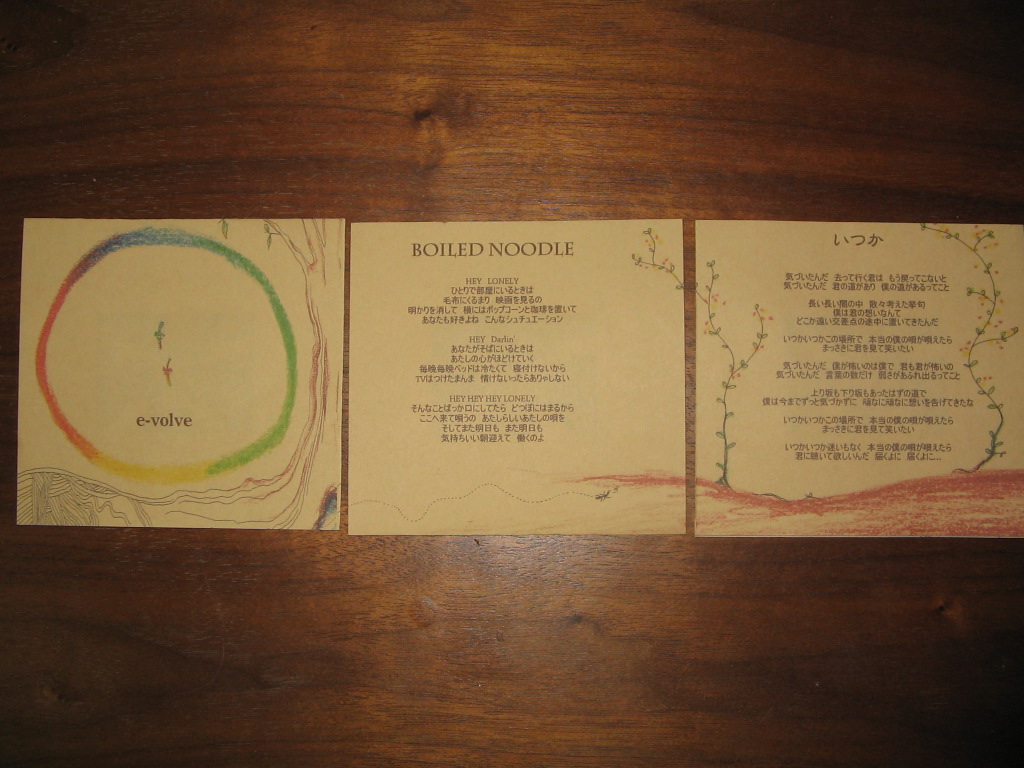 e-volve
BOILED NOODLE
HEY LONELY
ひとりで部屋にいるときは
毛布にくるまり 映画を見るの
明かりを消して 横にはポップコーンと珈琲を置いて
あなたも好きよね こんなシュチュエーション
HEY Darlin'
あなたがそばにいるときは
あたしの心がほどけていく
毎晩毎晩ベッドは冷たくて 寝付けないから
TVはつけたまんま 情けないったらありゃしない
HEY HEY HEY LONELY
そんなことばっか口にしてたら どつぼにはまるから
ここへ来て唄うの あたしらしいあたしの唄を
そしてまた明日も また明日も
気持ちいい朝迎えて 働くのよ
いつか
気づいたんだ 去って行く君は もう戻ってこないと
気づいたんだ 君の道があり 僕の道があるってこと
長い長い闇の中 散々考えた挙句
僕は君の想いなんて
どこか遠い交差点の途中に置いてきたんだ
いつかいつかこの場所で 本当の僕の唄が唄えたら
まっさきに君を見て笑いたい
気づいたんだ 僕が怖いのは僕で 君も君が怖いの
気づいたんだ 言葉の数だけ 弱さがあふれ出るってこと
上り坂も下り坂もあったはずの道で
僕は今までずっと気づかずに 頑なに頑なに想いを告げてきたな
いつかいつかこの場所で 本当の僕の唄が唄えたら
まっさきに君を見て笑いたい
いつかいつか迷いもなく 本当の僕の唄が唄えたら
君に聴いて欲しいんだ 届くよに 届くよに…